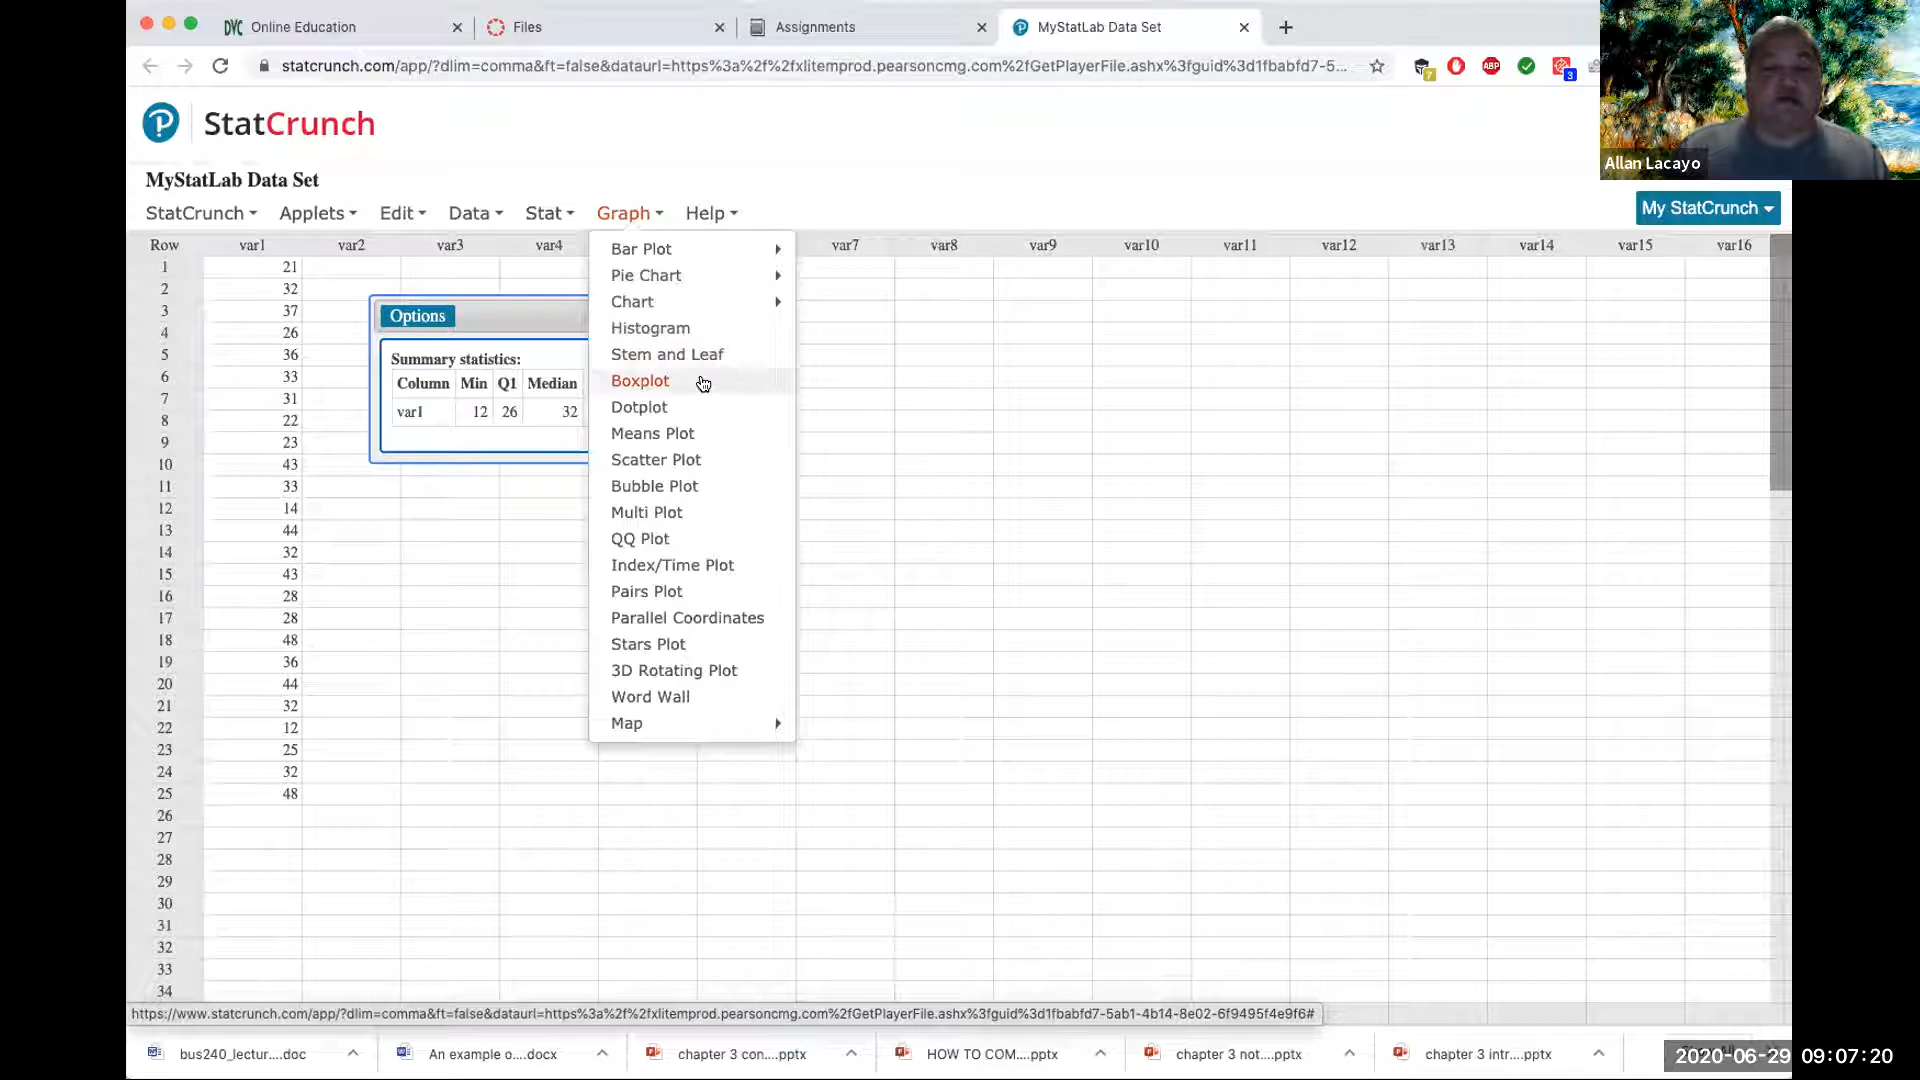 DVC Online Education
Files
Assignments
MyStatLab Data Set
statcrunch.com/app/?dlim=comma&ft=false&dataurl=https%3a%2f%2fxlitemprod.pearsoncmg.com%2fGetPlayerFile.ashx%3fguid%3d1fbabfd7-5...
7
ABP
3
Allan Lacayo
P StatCrunch
MyStatLab Data Set
StatCrunch Applets Edit Data Stat Graph Help
My StatCrunch
Row var1 var2 var3 var4 var7 var8 var9 var10 var11 var12 var13 var14 var15 var16
1 21
2 32
3 37
4 26
5 36
6 33
7 31
8 22
9 23
10 43
11 33
12 14
13 44
14 32
15 43
16 28
17 28
18 48
19 36
20 44
21 32
22 12
23 25
24 32
25 48
26
27
28
29
30
31
32
33
34
Options
Summary statistics:
Column Min Q1 Median
var1 12 26 32
Bar Plot
Pie Chart
Chart
Histogram
Stem and Leaf
Boxplot
Dotplot
Means Plot
Scatter Plot
Bubble Plot
Multi Plot
QQ Plot
Index/Time Plot
Pairs Plot
Parallel Coordinates
Stars Plot
3D Rotating Plot
Word Wall
Map
https://www.statcrunch.com/app/?dlim=comma&ft=false&dataurl=https%3a%2f%2fxlitemprod.pearsoncmg.com%2fGetPlayerFile.ashx%3fguid%3d1fbabfd7-5ab1-4b14-8e02-6f9495f4e9f6#
bus240_lectur....doc
An example o....docx
chapter 3 con....pptx
HOW TO COM....pptx
chapter 3 not....pptx
chapter 3 intr....pptx
2020-06-29 09:07:20